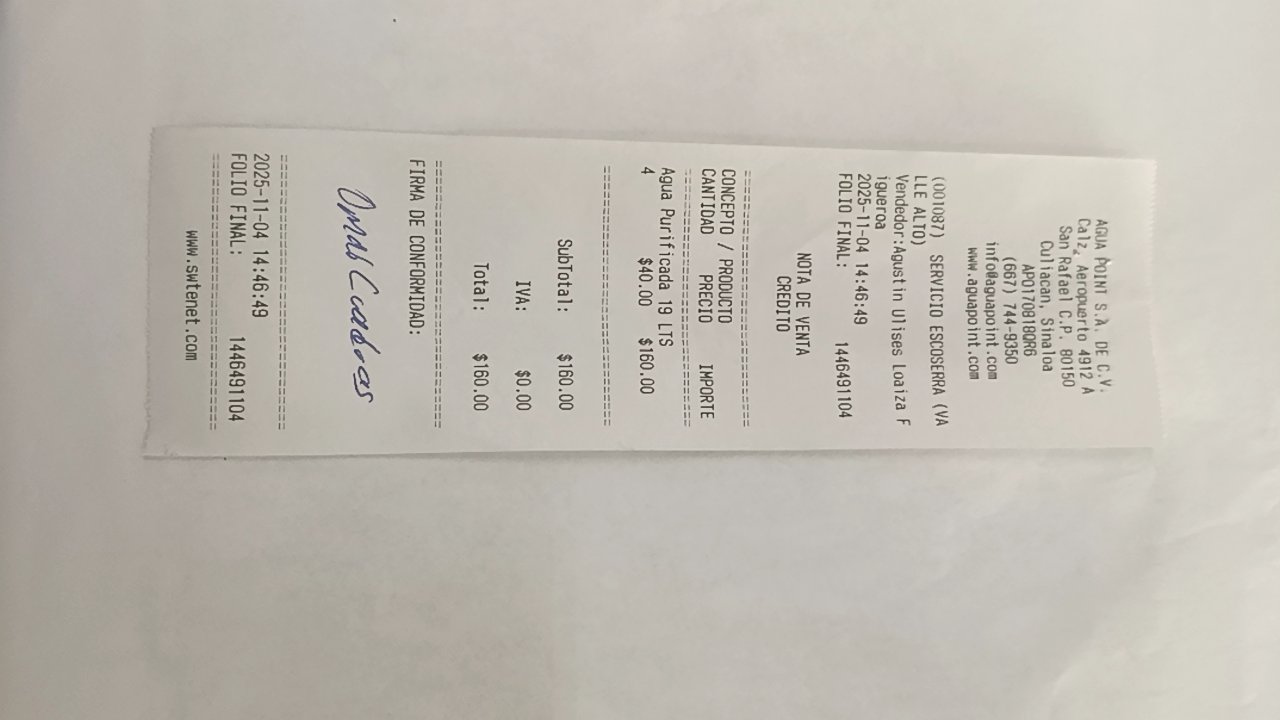 AGUA POINT S.A. DE C.V.
Calz. Aeropuerto 4912 A
San Rafael C.P. 80150
Culiacan, Sinaloa
APO170818QR6
(667) 744-9350
info@aguapoint.com
www.aguapoint.com
(001087) SERVICIO ESCOSERRA (VA
LLE ALTO)
Vendedor:Agustin Ulises Loaiza F
igueroa
2025-11-04 14:46:49
FOLIO FINAL: 1446491104
NOTA DE VENTA
CREDITO
================================
CONCEPTO / PRODUCTO
CANTIDAD PRECIO IMPORTE
================================
Agua Purificada 19 LTS
4 $40.00 $160.00
================================
SubTotal: $160.00
IVA: $0.00
Total: $160.00
================================
FIRMA DE CONFORMIDAD:
================================
2025-11-04 14:46:49
FOLIO FINAL: 1446491104
================================
www.swtenet.com